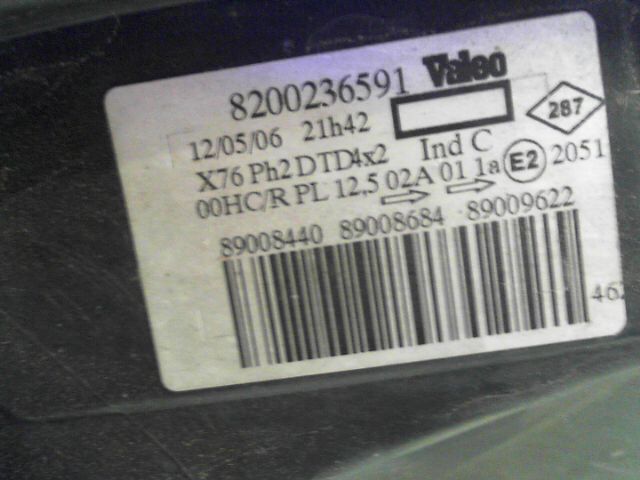 8200236591 Valeo
12/05/06 21h42
287
X76 Ph2 DTD4x2 Ind C
00HC/R PL 12,5 02A 01 1a E2 2051
89008440 89008684 89009622